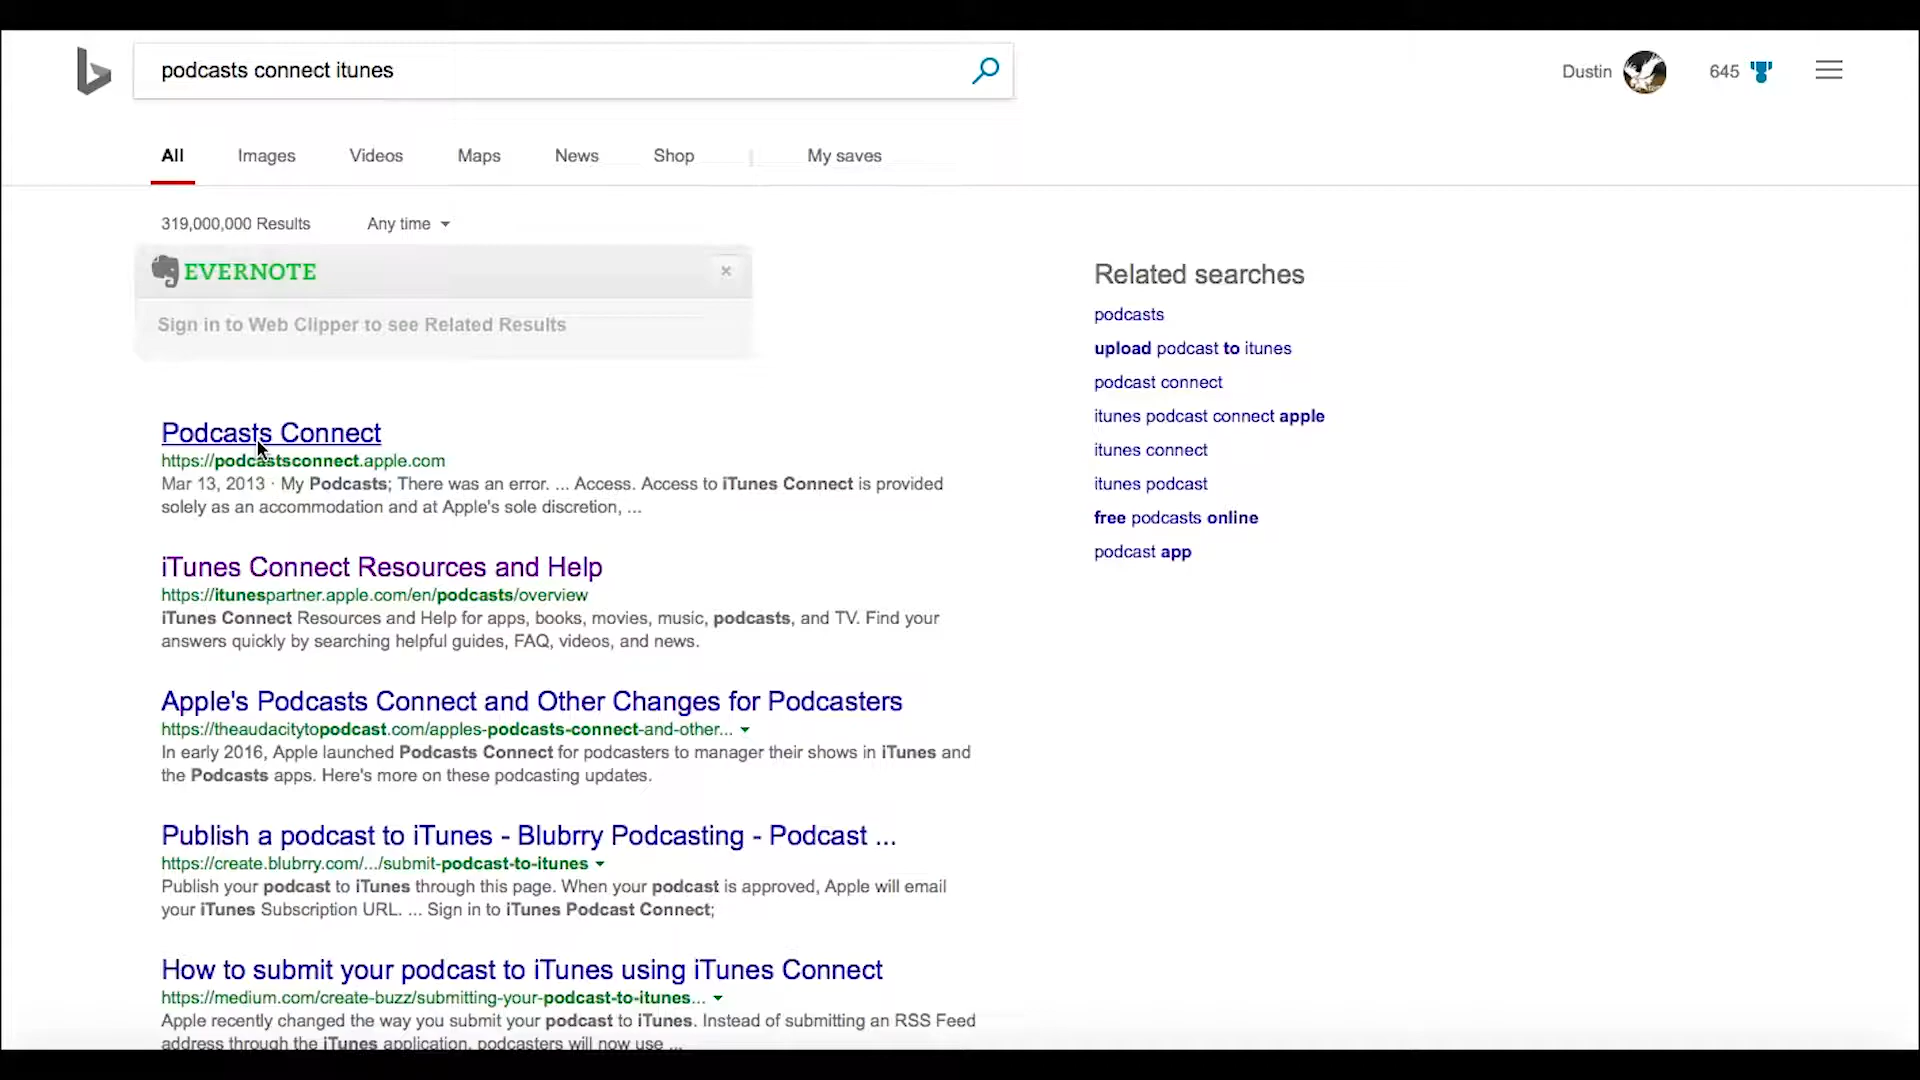 podcasts connect itunes
Dustin
645
All Images Videos Maps News Shop My saves
319,000,000 Results Any time
EVERNOTE
Sign in to Web Clipper to see Related Results
Podcasts Connect
https://podcastsconnect.apple.com
Mar 13, 2013 · My Podcasts; There was an error. ... Access. Access to iTunes Connect is provided
solely as an accommodation and at Apple's sole discretion, ...
iTunes Connect Resources and Help
https://itunespartner.apple.com/en/podcasts/overview
iTunes Connect Resources and Help for apps, books, movies, music, podcasts, and TV. Find your
answers quickly by searching helpful guides, FAQ, videos, and news.
Apple's Podcasts Connect and Other Changes for Podcasters
https://theaudacitytopodcast.com/apples-podcasts-connect-and-other...
In early 2016, Apple launched Podcasts Connect for podcasters to manager their shows in iTunes and
the Podcasts apps. Here's more on these podcasting updates.
Publish a podcast to iTunes - Blubrry Podcasting - Podcast ...
https://create.blubrry.com/.../submit-podcast-to-itunes
Publish your podcast to iTunes through this page. When your podcast is approved, Apple will email
your iTunes Subscription URL. ... Sign in to iTunes Podcast Connect;
How to submit your podcast to iTunes using iTunes Connect
https://medium.com/create-buzz/submitting-your-podcast-to-itunes...
Apple recently changed the way you submit your podcast to iTunes. Instead of submitting an RSS Feed
address through the iTunes application, podcasters will now use ...
Related searches
podcasts
upload podcast to itunes
podcast connect
itunes podcast connect apple
itunes connect
itunes podcast
free podcasts online
podcast app